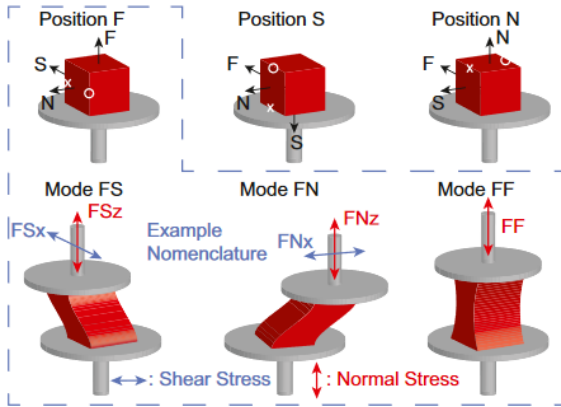 Position F
Position S
Position N
F
S
N
x
o
F
N
S
o
x
N
F
S
x
o
Mode FS
Mode FN
Mode FF
FSz
FSx
Example
Nomenclature
FNz
FNx
FF
: Shear Stress
: Normal Stress